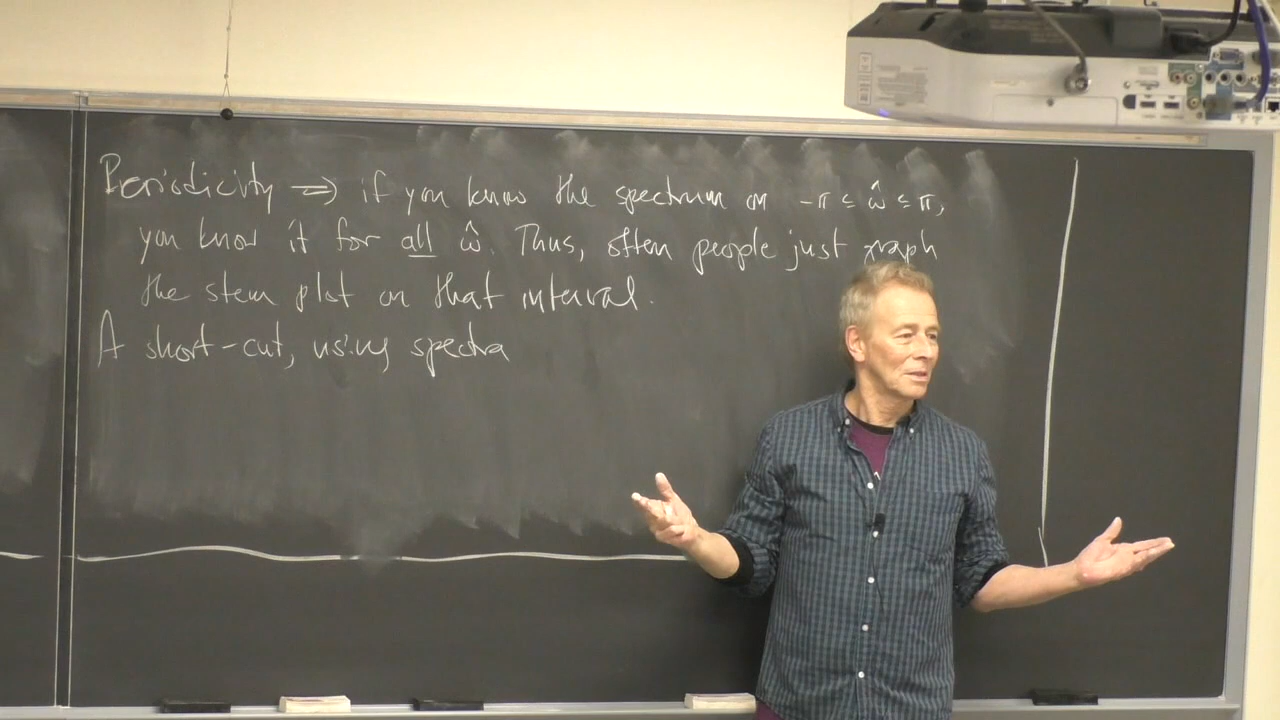 Periodicity ⇒ if you know the spectrum on -π ≤ ω̂ ≤ π,
you know it for all ω̂. Thus, often people just graph
the stem plot on that interval.
A short-cut, using spectra